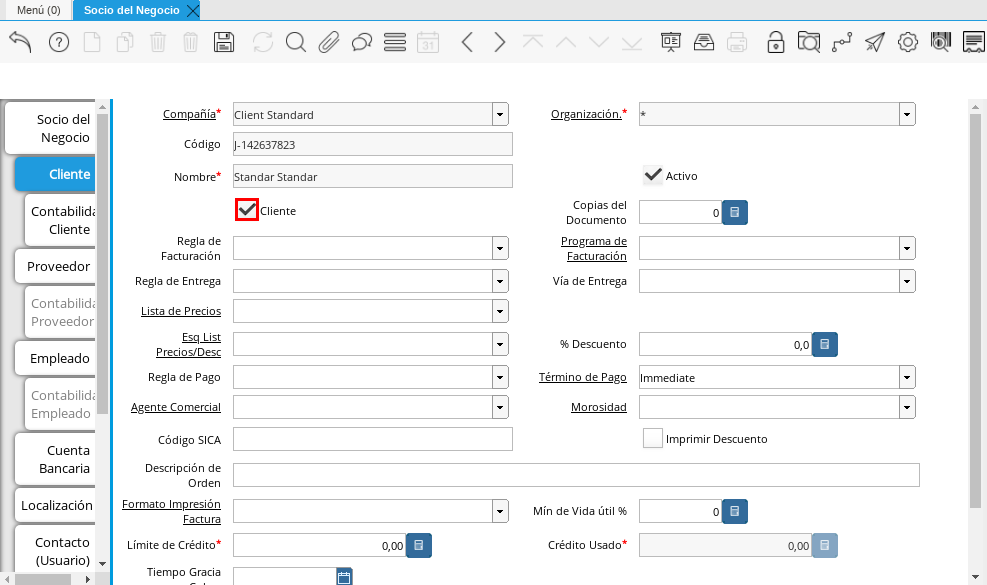 Menú (0)
Socio del Negocio
31
Socio del
Negocio
Cliente
Contabilida
Cliente
Proveedor
Contabilida
Proveedor
Empleado
Contabilida
Empleado
Cuenta
Bancaria
Localización
Contacto
(Usuario)
Compañía* Client Standard Organización.* *
Código J-142637823
Nombre* Standar Standar Activo
Cliente Copias del
Documento 0
Regla de
Facturación
Programa de
Facturación
Regla de Entrega Vía de Entrega
Lista de Precios
Esq List
Precios/Desc
% Descuento 0,0
Regla de Pago Término de Pago Immediate
Agente Comercial Morosidad
Código SICA Imprimir Descuento
Descripción de
Orden
Formato Impresión
Factura
Mín de Vida útil % 0
Límite de Crédito* 0,00 Crédito Usado* 0,00
Tiempo Gracia